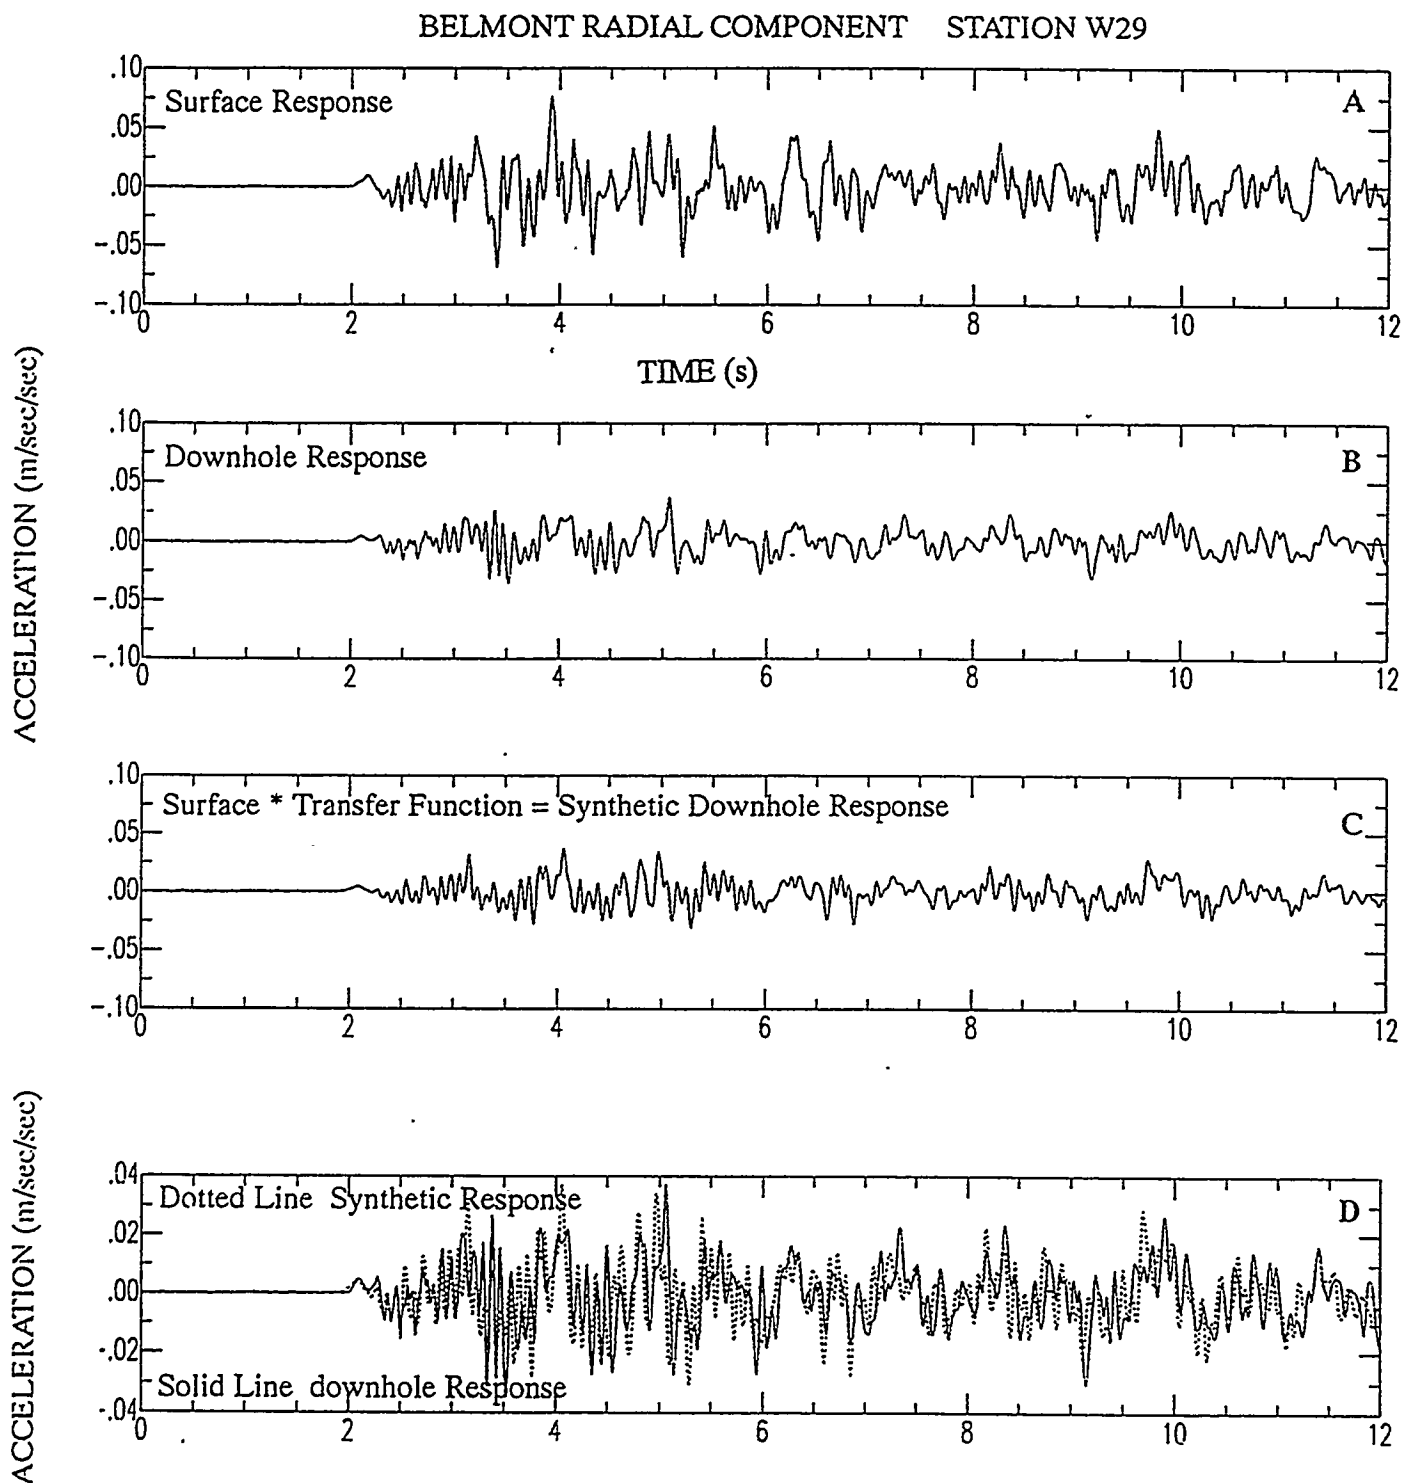 BELMONT RADIAL COMPONENT STATION W29
.10
Surface Response
A
.05
.00
-.05
-.10
0 2 4 6 8 10 12
TIME (s)
ACCELERATION (m/sec/sec)
.10
Downhole Response
B
.05
.00
-.05
-.10
0 2 4 6 8 10 12
.10
Surface * Transfer Function = Synthetic Downhole Response
C
.05
.00
-.05
-.10
0 2 4 6 8 10 12
ACCELERATION (m/sec/sec)
.04
Dotted Line Synthetic Response
D
.02
.00
-.02
Solid Line downhole Response
-.04
0 2 4 6 8 10 12